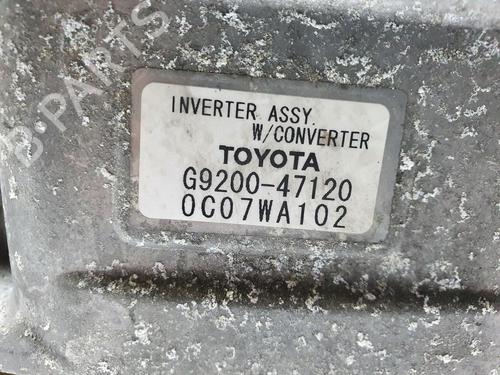 INVERTER ASSY.
W/CONVERTER
TOYOTA
G9200-47120
0C07WA102
B-PARTS